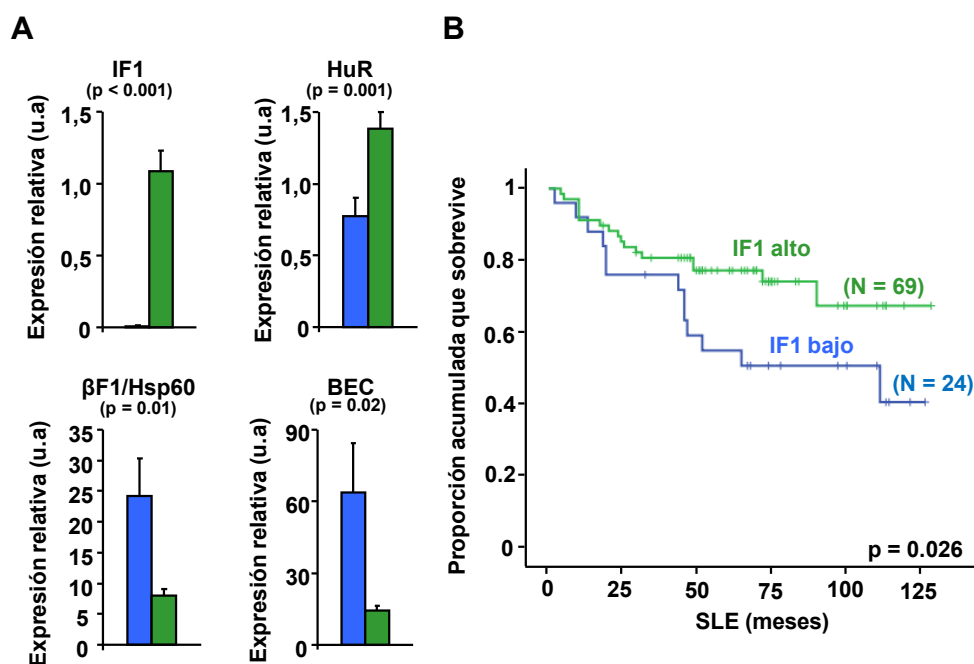 A
IF1
(p < 0.001)
Expresión relativa (u.a)
1,5
1,0
0,5
0
HuR
(p = 0.001)
Expresión relativa (u.a)
1,5
1,0
0,5
0
βF1/Hsp60
(p = 0.01)
Expresión relativa (u.a)
35
30
25
20
15
10
5
0
BEC
(p = 0.02)
Expresión relativa (u.a)
90
60
30
0
B
Proporción acumulada que sobrevive
1
0.8
0.6
0.4
0.2
0
IF1 alto
(N = 69)
IF1 bajo
(N = 24)
p = 0.026
0 25 50 75 100 125
SLE (meses)